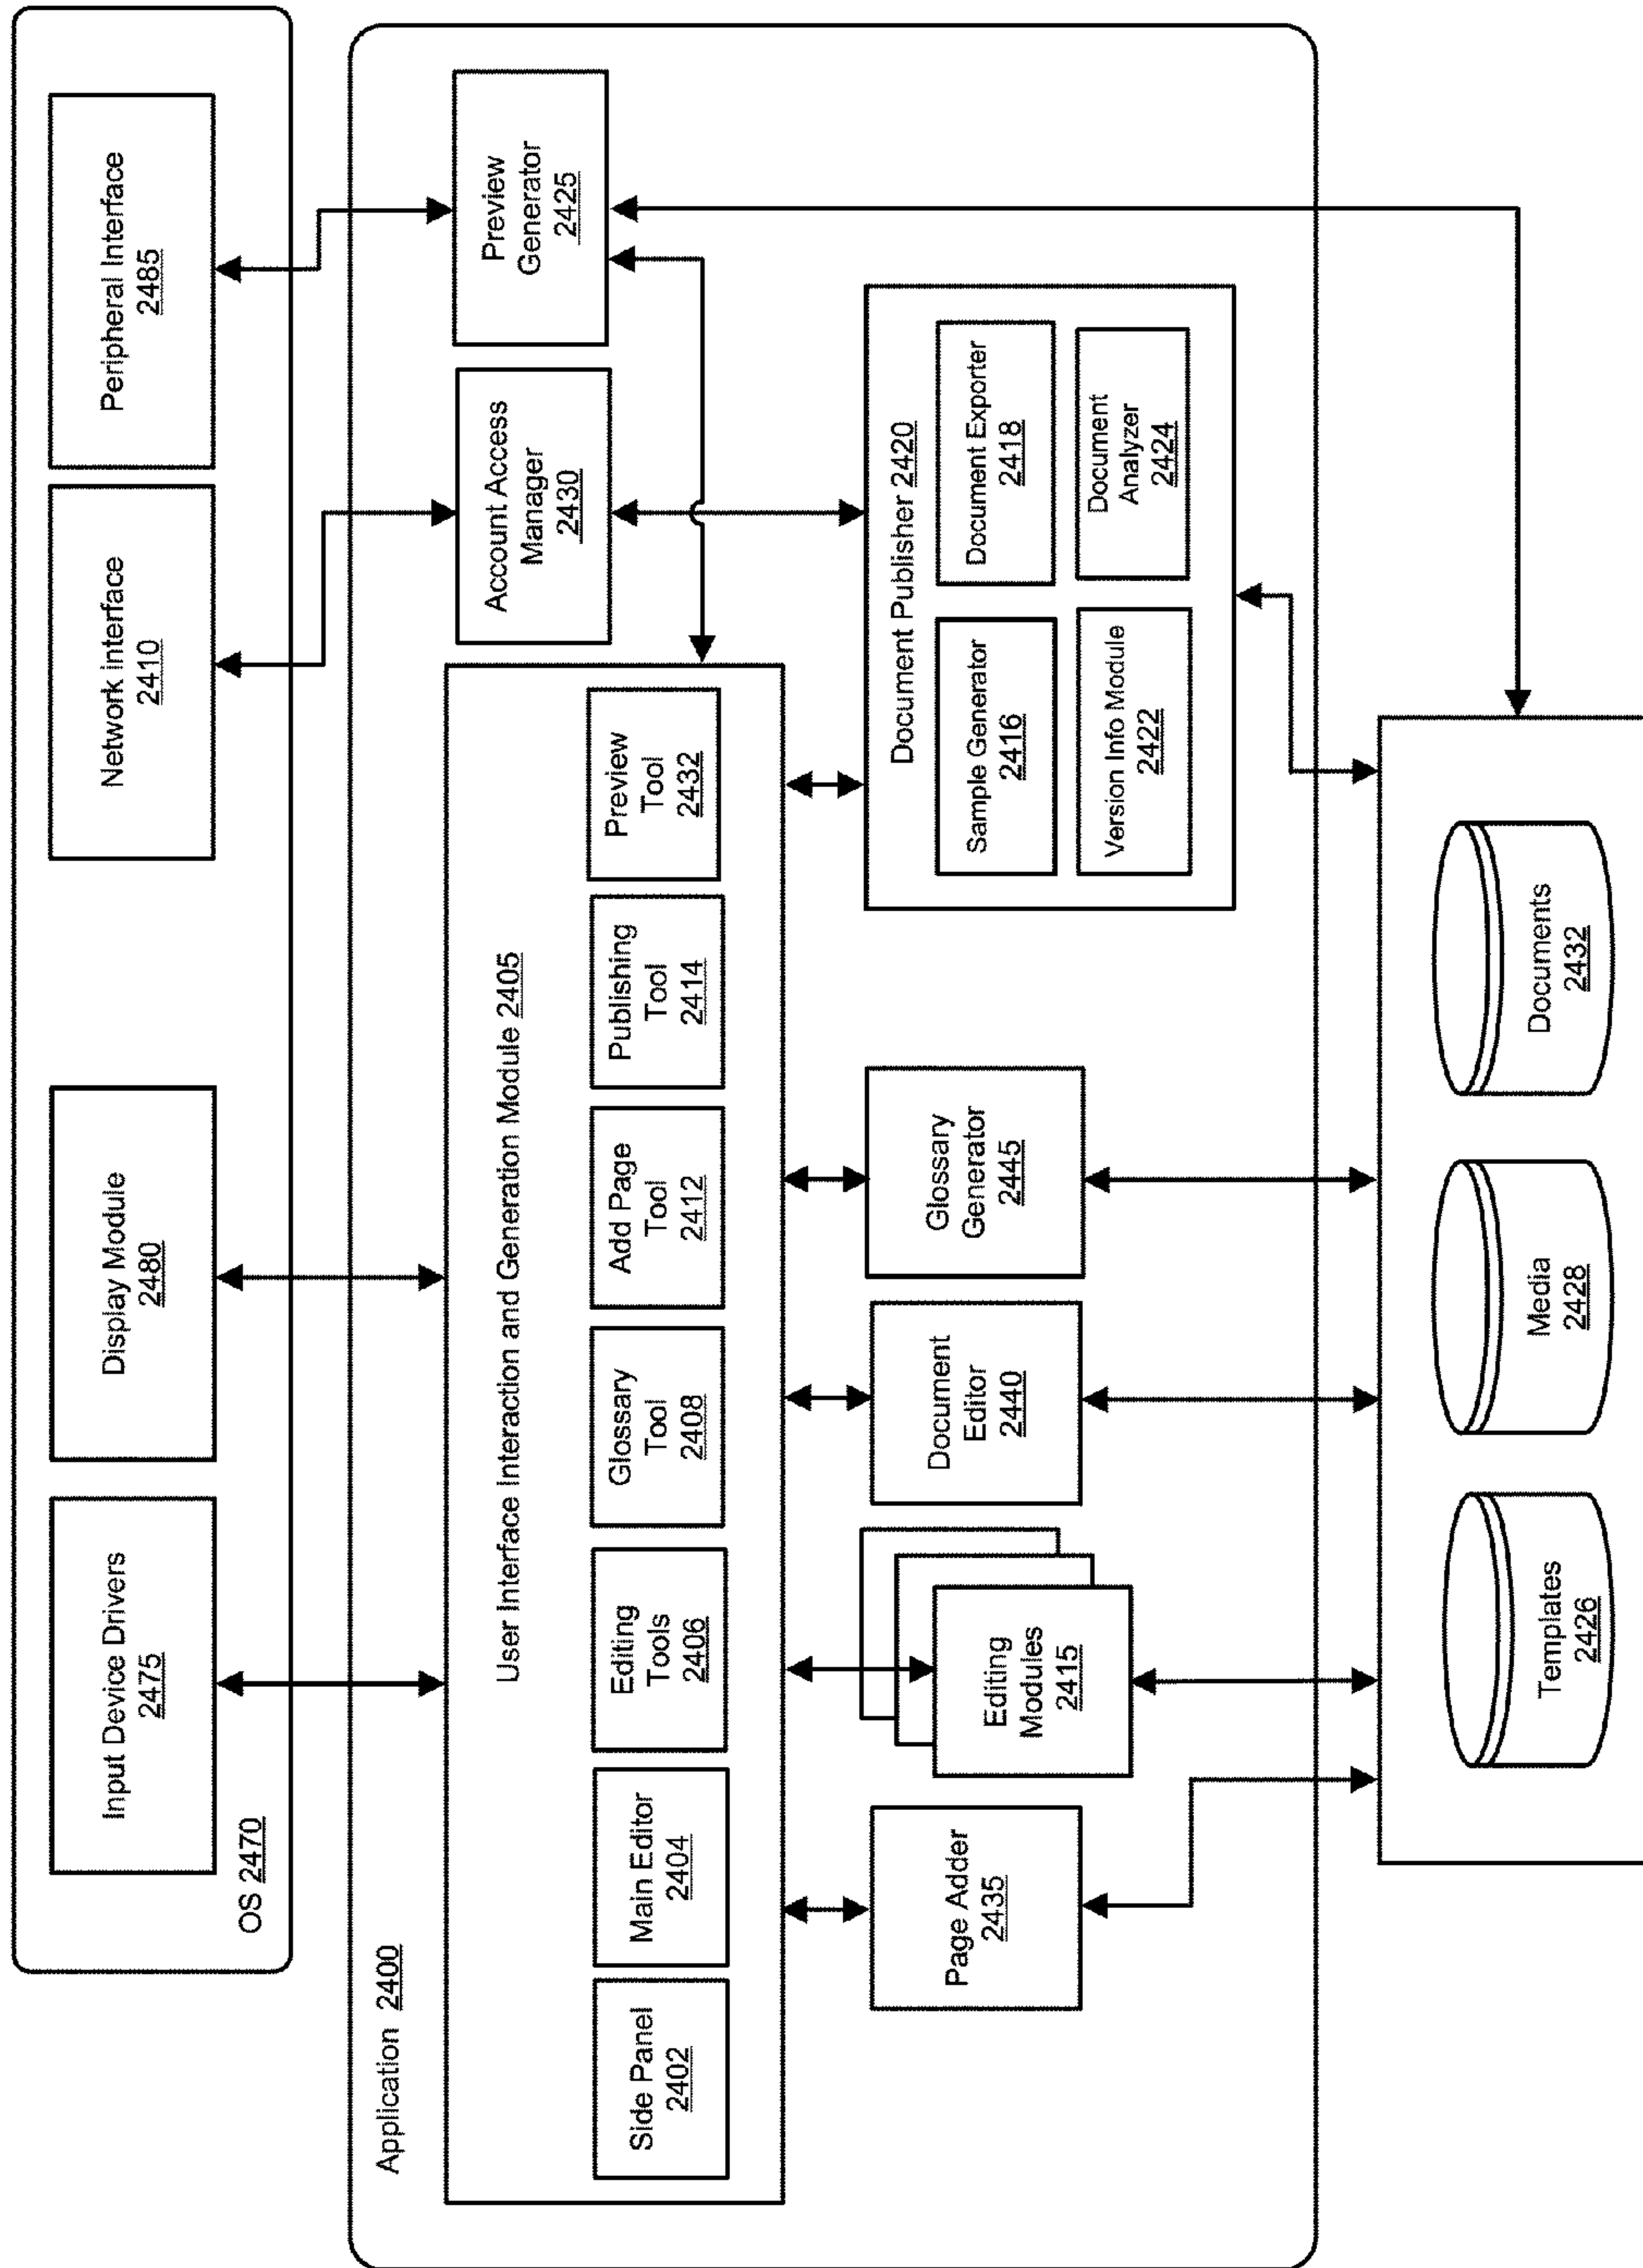 Input Device Drivers
2475
Display Module
2480
Network Interface
2410
Peripheral Interface
2485
OS 2470
Application 2400
User Interface Interaction and Generation Module 2405
Side Panel
2402
Main Editor
2404
Editing
Tools
2406
Glossary
Tool
2408
Add Page
Tool
2412
Publishing
Tool
2414
Preview
Tool
2432
Account Access
Manager
2430
Preview
Generator
2425
Page Adder
2435
Editing
Modules
2415
Document
Editor
2440
Glossary
Generator
2445
Document Publisher 2420
Sample Generator
2416
Document Exporter
2418
Version Info Module
2422
Document
Analyzer
2424
Templates
2426
Media
2428
Documents
2432